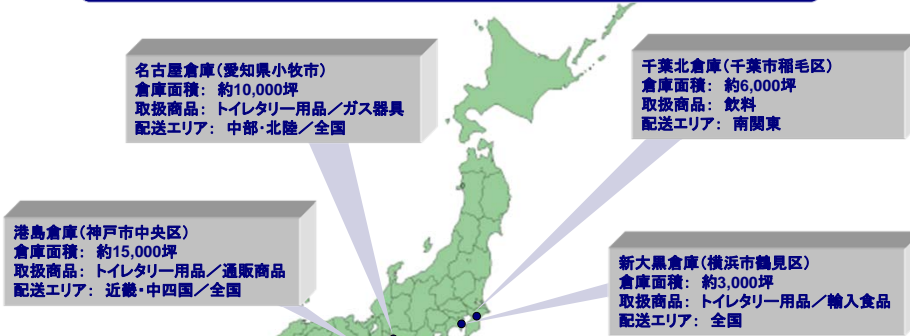 名古屋倉庫(愛知県小牧市)
倉庫面積： 約10,000坪
取扱商品： トイレタリー用品／ガス器具
配送エリア： 中部･北陸／全国
千葉北倉庫(千葉市稲毛区)
倉庫面積： 約6,000坪
取扱商品： 飲料
配送エリア： 南関東
港島倉庫(神戸市中央区)
倉庫面積： 約15,000坪
取扱商品： トイレタリー用品／通販商品
配送エリア： 近畿･中四国／全国
新大黒倉庫(横浜市鶴見区)
倉庫面積： 約3,000坪
取扱商品： トイレタリー用品／輸入食品
配送エリア： 全国